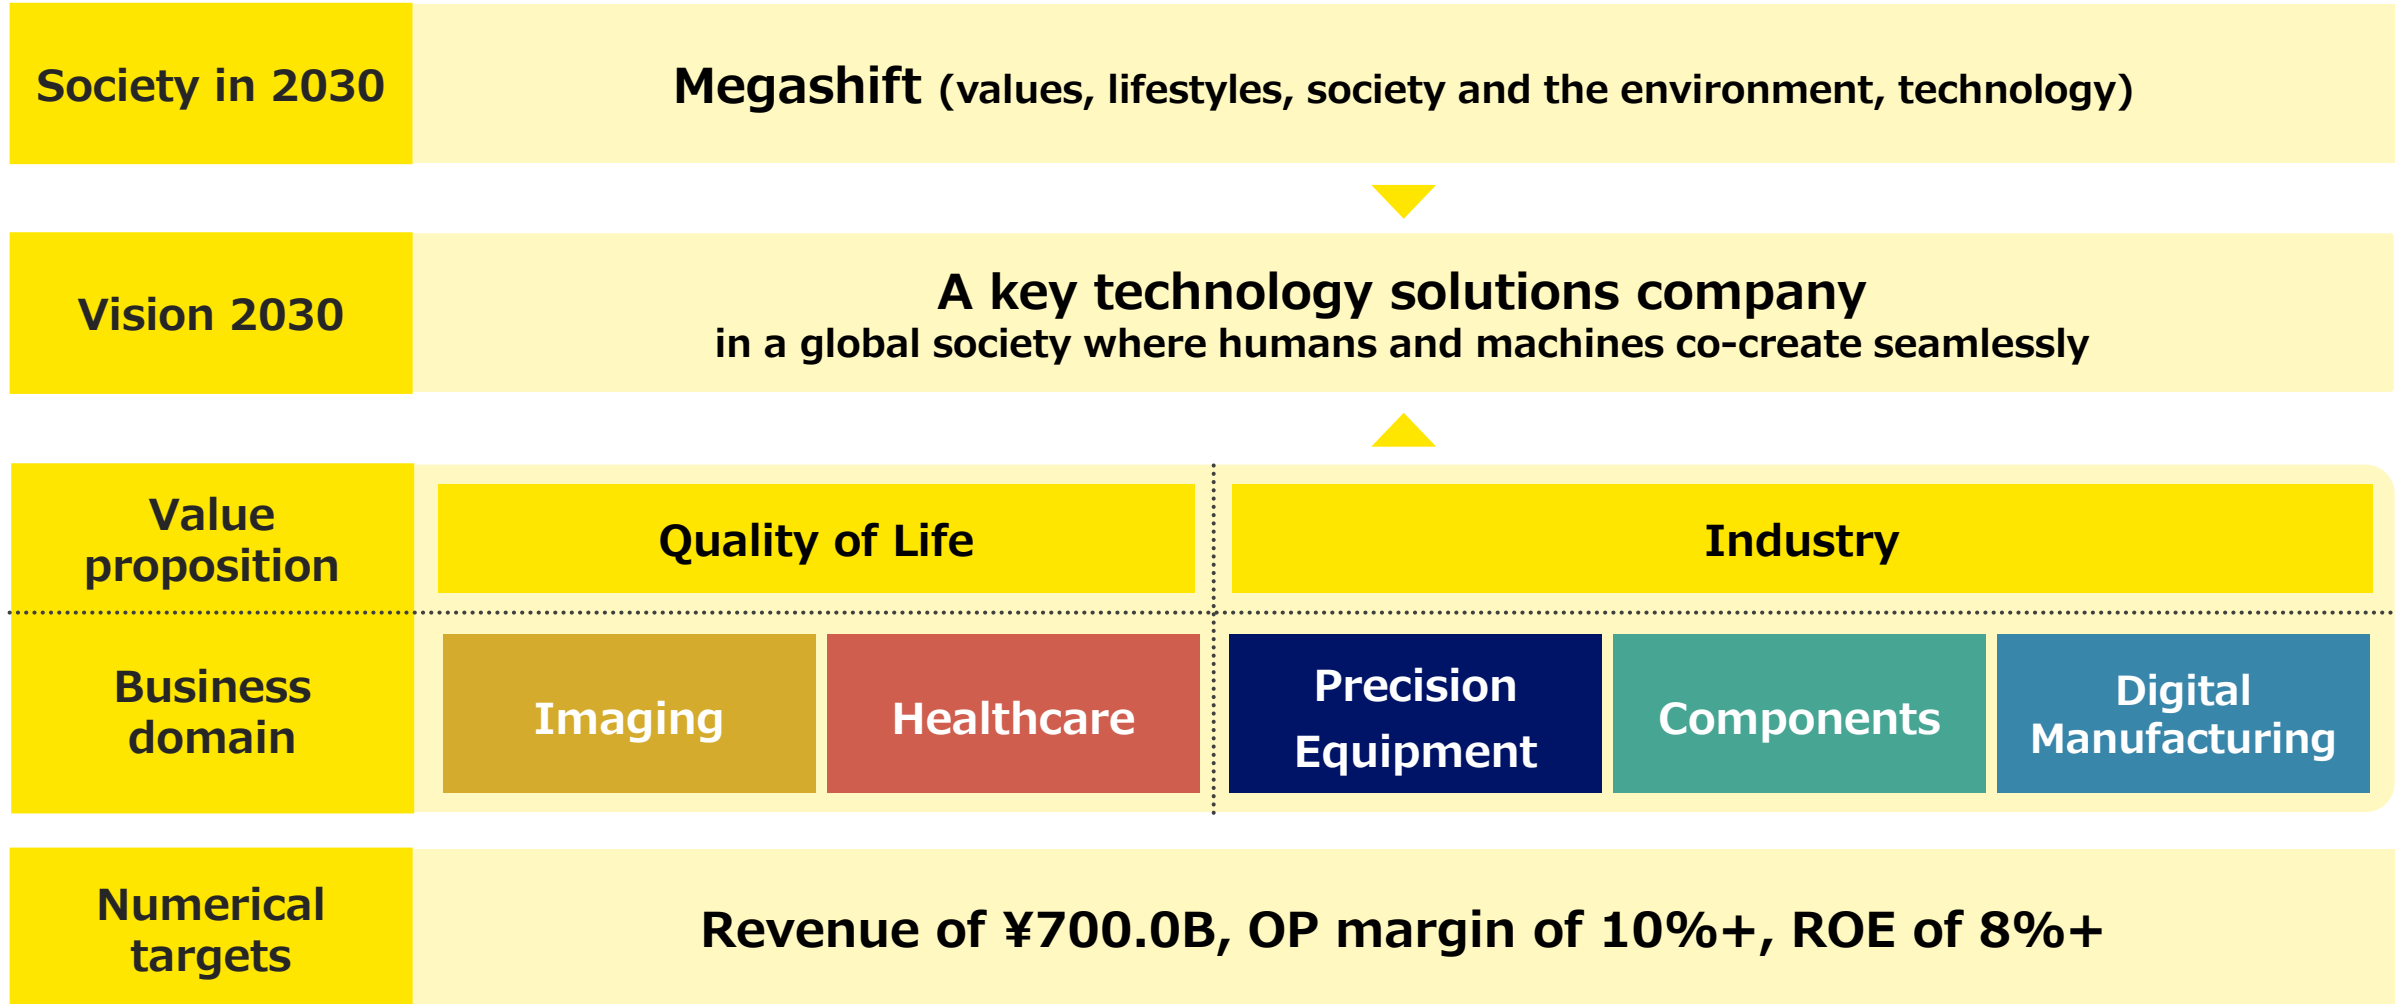 Society in 2030
Megashift (values, lifestyles, society and the environment, technology)
Vision 2030
A key technology solutions company
in a global society where humans and machines co-create seamlessly
Value
proposition
Quality of Life
Industry
Business
domain
Imaging
Healthcare
Precision
Equipment
Components
Digital
Manufacturing
Numerical
targets
Revenue of ¥700.0B, OP margin of 10%+, ROE of 8%+